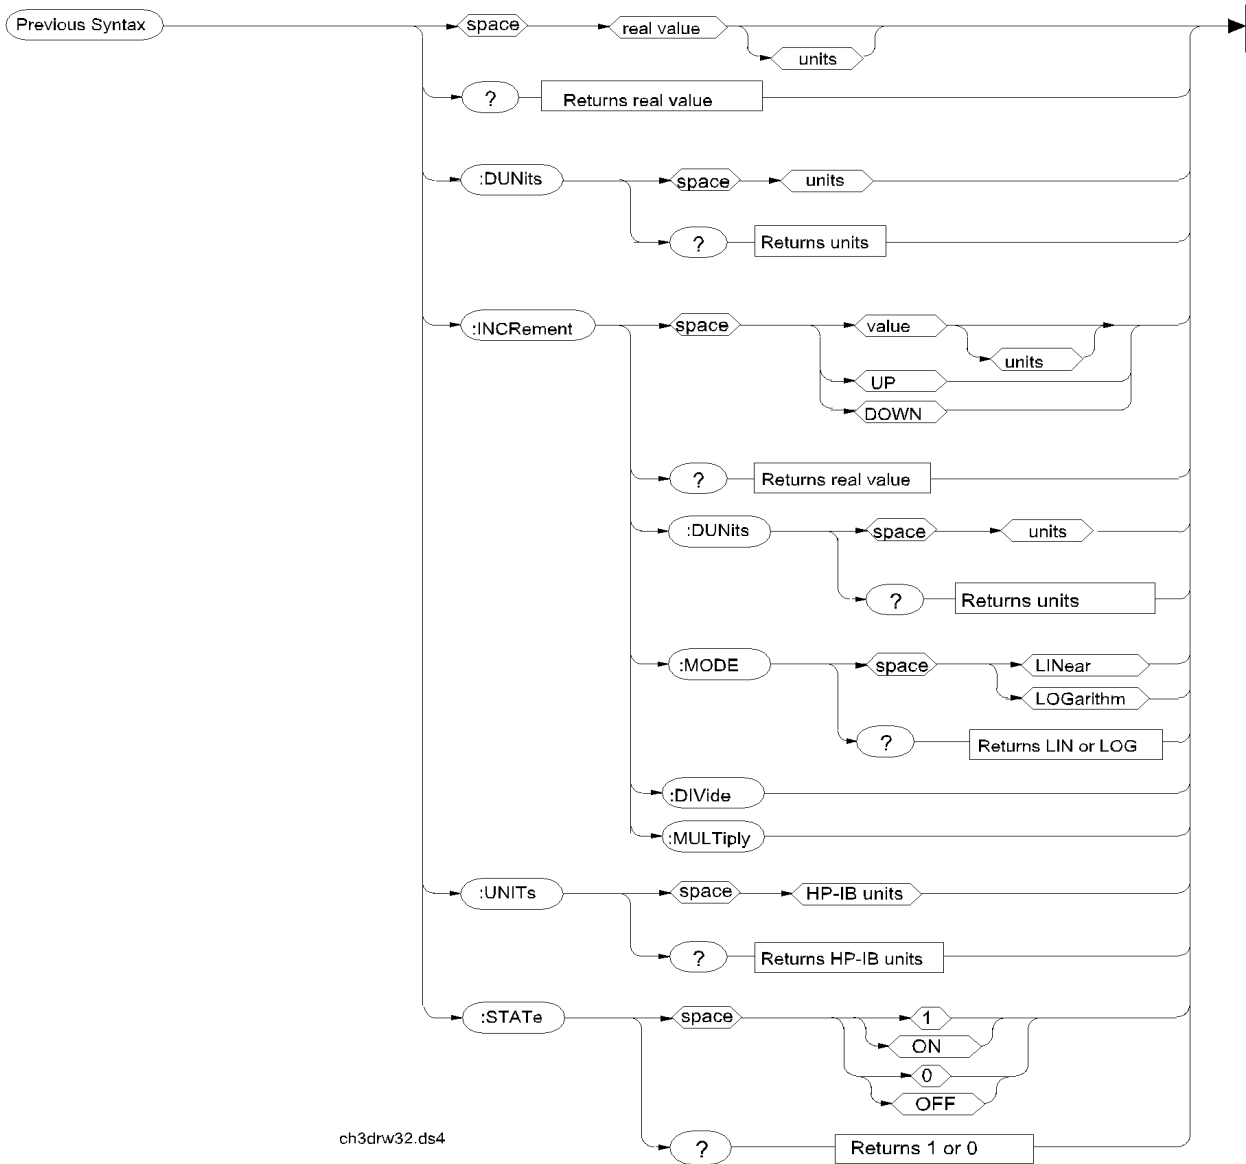 Previous Syntax
space
real value
units
?
Returns real value
:DUNits
space
units
?
Returns units
:INCRement
space
value
units
UP
DOWN
?
Returns real value
:DUNits
space
units
?
Returns units
:MODE
space
LINear
LOGarithm
?
Returns LIN or LOG
:DIVide
:MULTiply
:UNITs
space
HP-IB units
?
Returns HP-IB units
:STATe
space
1
ON
0
OFF
?
Returns 1 or 0
ch3drw32.ds4